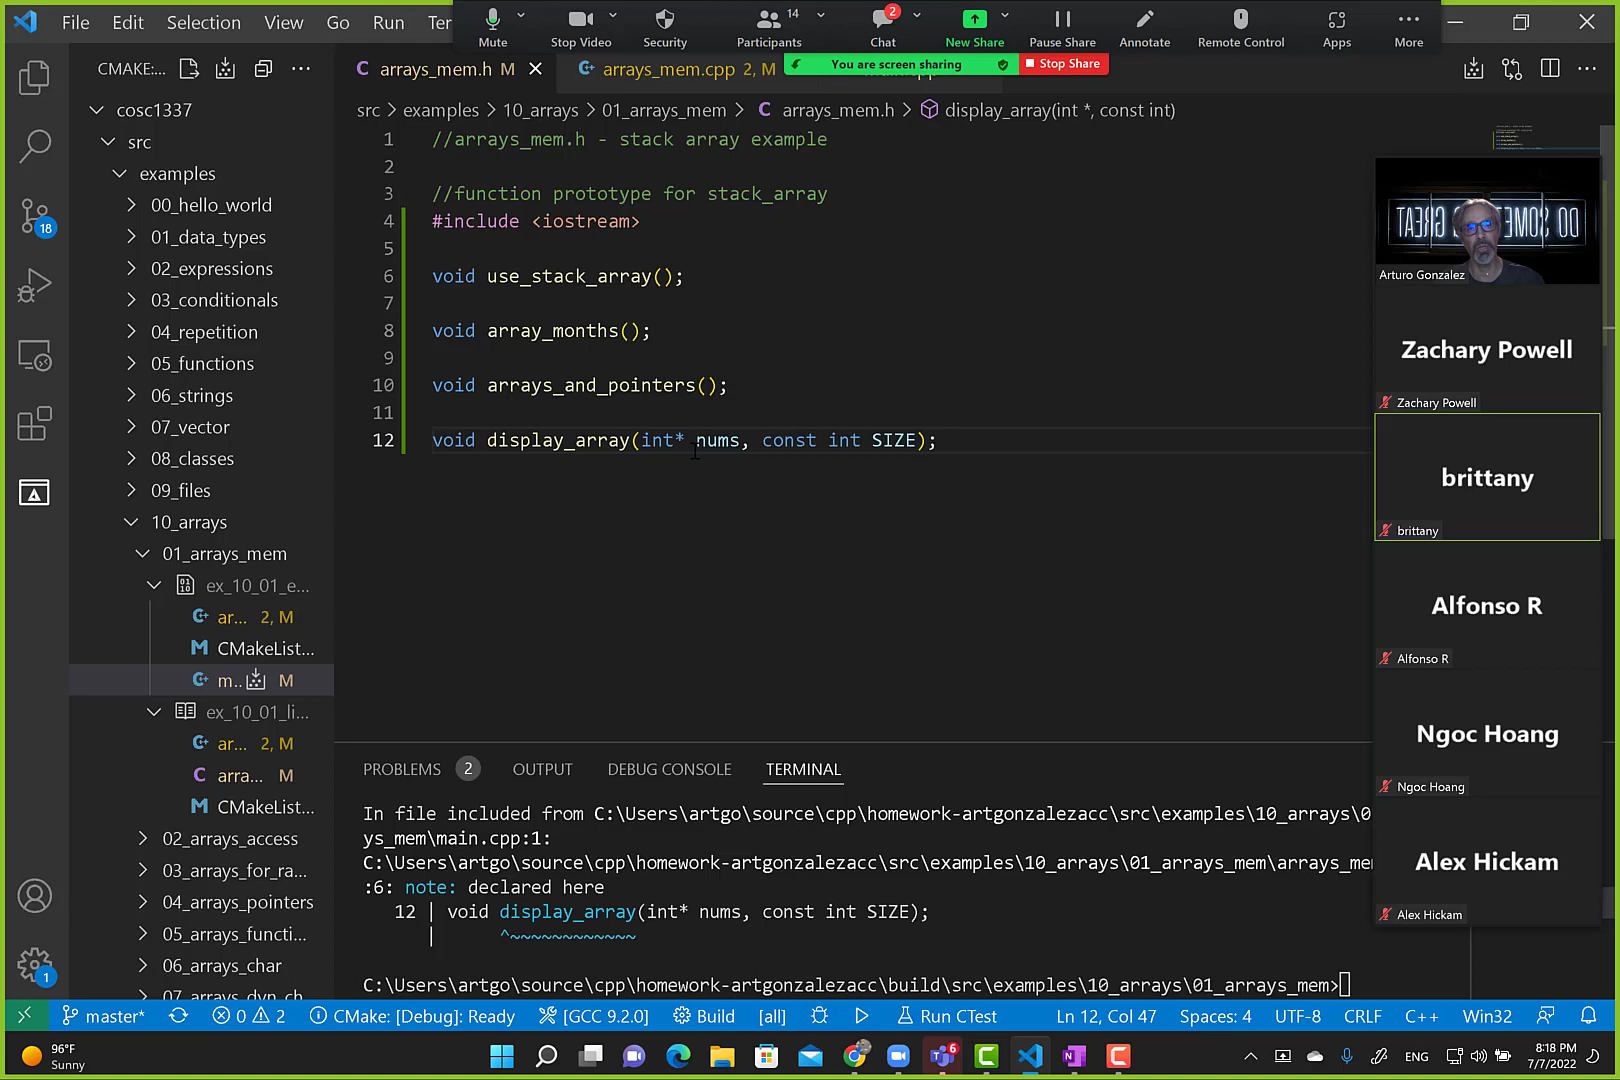 File Edit Selection View Go Run Ter
Mute
Stop Video
Security
14
Participants
2
Chat
New Share
Pause Share
Annotate
Remote Control
Apps
More
You are screen sharing
Stop Share
CMAKE:...
arrays_mem.h M
arrays_mem.cpp 2, M
src > examples > 10_arrays > 01_arrays_mem > C arrays_mem.h > display_array(int *, const int)
cosc1337
src
examples
00_hello_world
01_data_types
02_expressions
03_conditionals
04_repetition
05_functions
06_strings
07_vector
08_classes
09_files
10_arrays
01_arrays_mem
ex_10_01_e...
ar... 2, M
CMakeList...
m.. M
ex_10_01_li...
ar... 2, M
C arra... M
CMakeList...
02_arrays_access
03_arrays_for_ra...
04_arrays_pointers
05_arrays_functi...
06_arrays_char
07_arrays_dyn_ch
18
1
1 //arrays_mem.h - stack array example
2
3 //function prototype for stack_array
4 #include <iostream>
5
6 void use_stack_array();
7
8 void array_months();
9
10 void arrays_and_pointers();
11
12 void display_array(int* nums, const int SIZE);
DO SOMETHING GREAT
Arturo Gonzalez
Zachary Powell
Zachary Powell
brittany
brittany
Alfonso R
Alfonso R
Ngoc Hoang
Ngoc Hoang
Alex Hickam
Alex Hickam
PROBLEMS 2 OUTPUT DEBUG CONSOLE TERMINAL
In file included from C:\Users\artgo\source\cpp\homework-artgonzalezacc\src\examples\10_arrays\0
ys_mem\main.cpp:1:
C:\Users\artgo\source\cpp\homework-artgonzalezacc\src\examples\10_arrays\01_arrays_mem\arrays_mem
:6: note: declared here
12 | void display_array(int* nums, const int SIZE);
| ^~~~~~~~~~~~~
C:\Users\artgo\source\cpp\homework-artgonzalezacc\build\src\examples\10_arrays\01_arrays_mem>
master* 0 2 CMake: [Debug]: Ready [GCC 9.2.0] Build [all] Run CTest Ln 12, Col 47 Spaces: 4 UTF-8 CRLF C++ Win32
96°F
Sunny
6
ENG
8:18 PM
7/7/2022